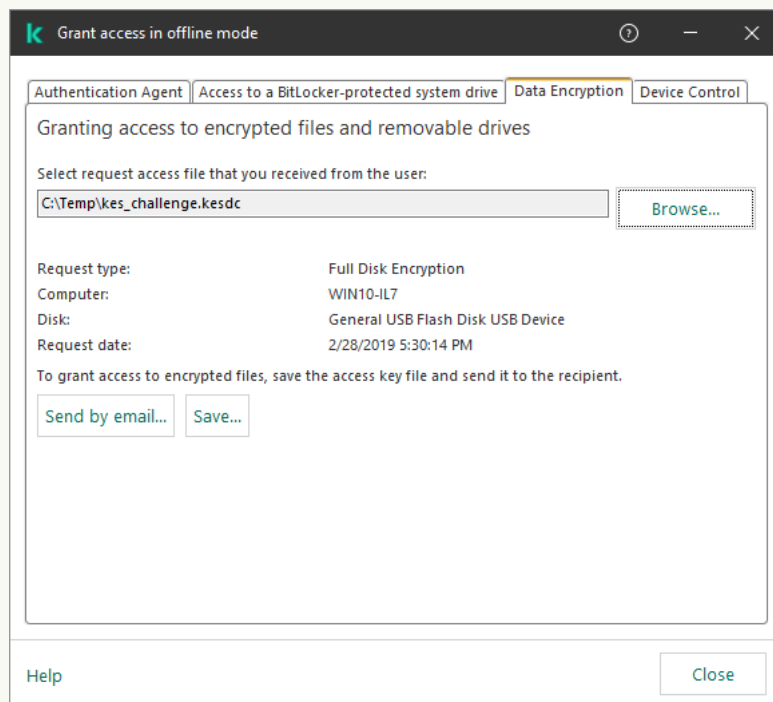 Grant access in offline mode
Authentication Agent Access to a BitLocker-protected system drive Data Encryption Device Control
Granting access to encrypted files and removable drives
Select request access file that you received from the user:
C:\Temp\kes_challenge.kesdc Browse...
Request type: Full Disk Encryption
Computer: WIN10-IL7
Disk: General USB Flash Disk USB Device
Request date: 2/28/2019 5:30:14 PM
To grant access to encrypted files, save the access key file and send it to the recipient.
Send by email... Save...
Help Close